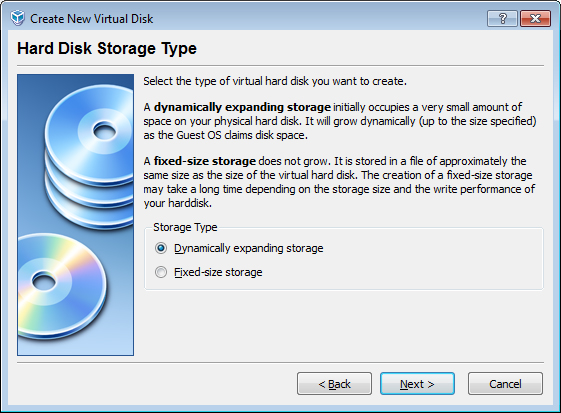 Create New Virtual Disk
Hard Disk Storage Type
Select the type of virtual hard disk you want to create.
A dynamically expanding storage initially occupies a very small amount of
space on your physical hard disk. It will grow dynamically (up to the size specified)
as the Guest OS claims disk space.
A fixed-size storage does not grow. It is stored in a file of approximately the
same size as the size of the virtual hard disk. The creation of a fixed-size storage
may take a long time depending on the storage size and the write performance of
your harddisk.
Storage Type
Dynamically expanding storage
Fixed-size storage
< Back
Next >
Cancel